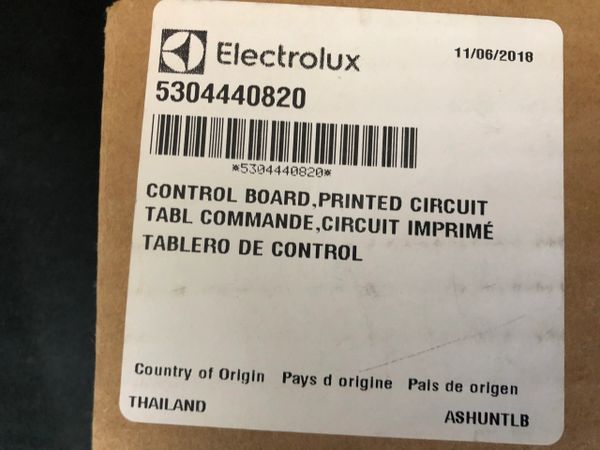 Electrolux
11/06/2018
5304440820
*5304440820*
CONTROL BOARD,PRINTED CIRCUIT
TABL COMMANDE,CIRCUIT IMPRIMÉ
TABLERO DE CONTROL
Country of Origin Pays d origine Pais de origen
THAILAND
ASHUNTLB